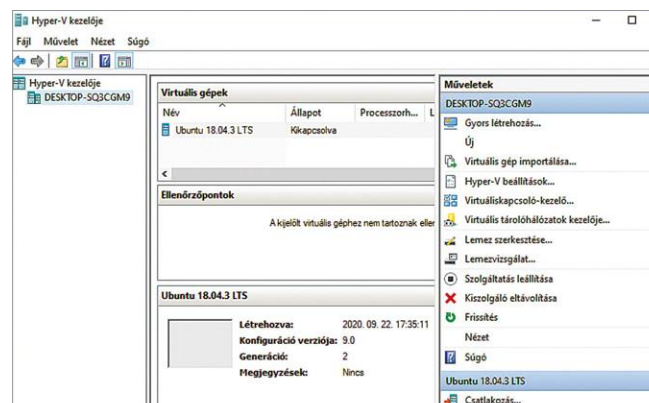 Hyper-V kezelője
Fájl Művelet Nézet Súgó
Hyper-V kezelője
DESKTOP-SQ3CGM9
Virtuális gépek
Név Állapot Processzorh... L
Ubuntu 18.04.3 LTS Kikapcsolva
Ellenőrzőpontok
A kijelölt virtuális géphez nem tartoznak eller
Ubuntu 18.04.3 LTS
Létrehozva: 2020. 09. 22. 17:35:11
Konfiguráció verziója: 9.0
Generáció: 2
Megjegyzések: Nincs
Műveletek
DESKTOP-SQ3CGM9
Gyors létrehozás...
Új
Virtuális gép importálása...
Hyper-V beállítások...
Virtuáliskapcsoló-kezelő...
Virtuális tárolóhálózatok kezelője...
Lemez szerkesztése...
Lemezvizsgálat...
Szolgáltatás leállítása
Kiszolgáló eltávolítása
Frissítés
Nézet
Súgó
Ubuntu 18.04.3 LTS
Csatlakozás...